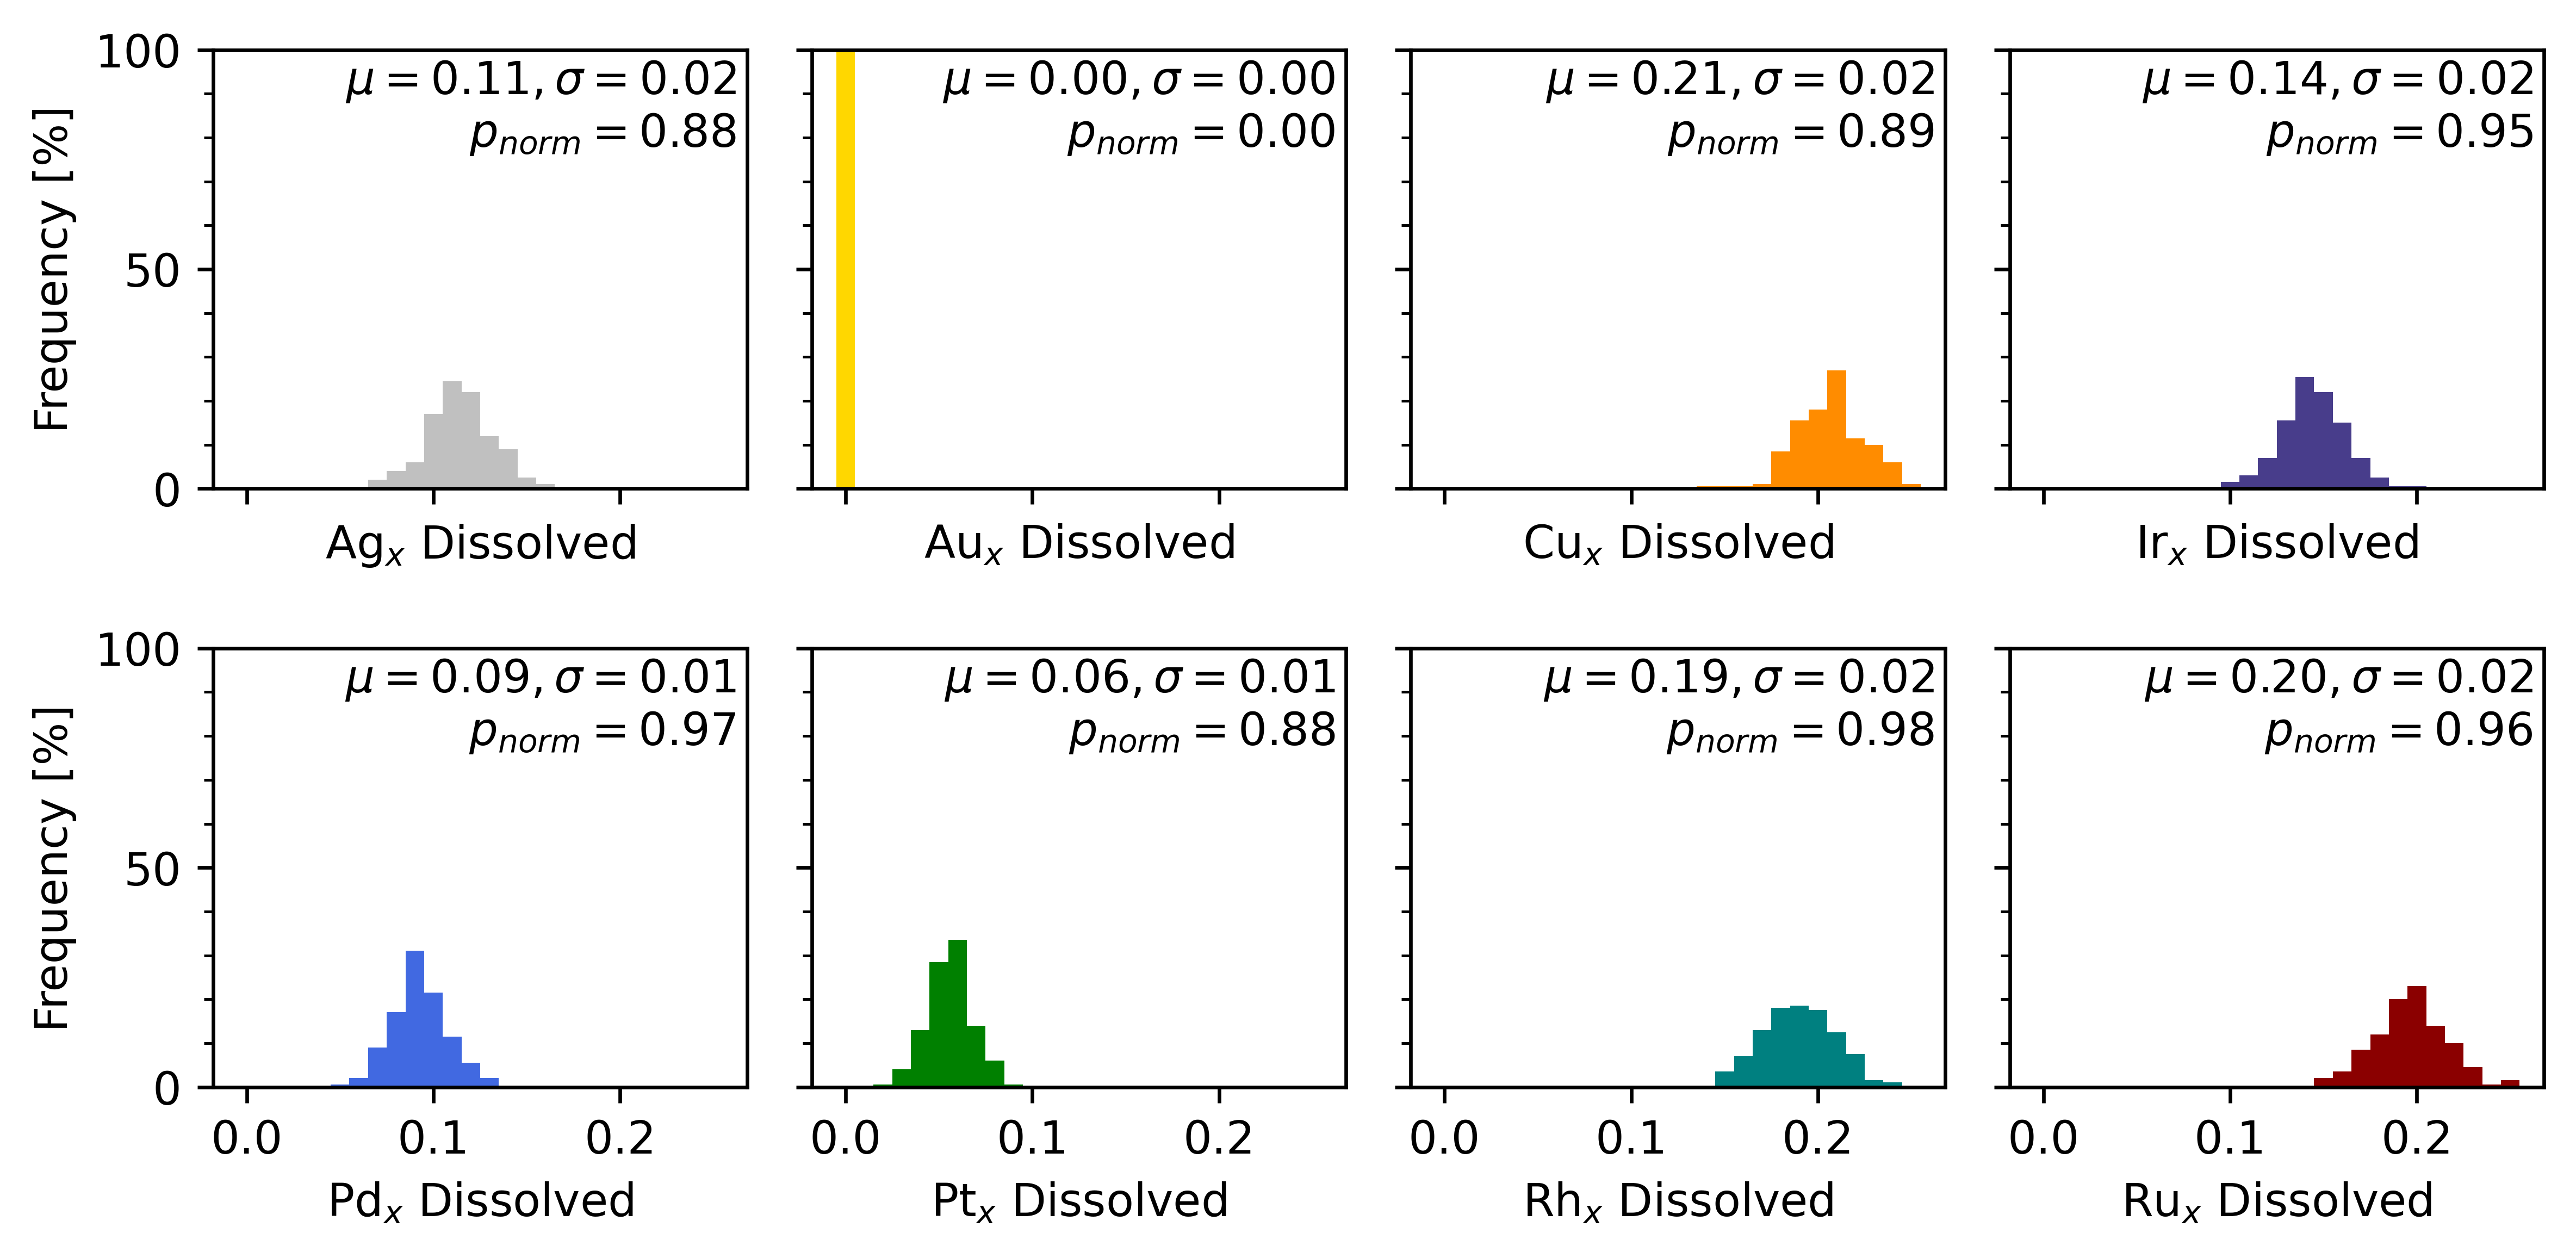 Frequency [%]
100
50
0
μ = 0.11, σ = 0.02
p_norm = 0.88
Ag_x Dissolved
μ = 0.00, σ = 0.00
p_norm = 0.00
Au_x Dissolved
μ = 0.21, σ = 0.02
p_norm = 0.89
Cu_x Dissolved
μ = 0.14, σ = 0.02
p_norm = 0.95
Ir_x Dissolved
Frequency [%]
100
50
0
μ = 0.09, σ = 0.01
p_norm = 0.97
0.0 0.1 0.2
Pd_x Dissolved
μ = 0.06, σ = 0.01
p_norm = 0.88
0.0 0.1 0.2
Pt_x Dissolved
μ = 0.19, σ = 0.02
p_norm = 0.98
0.0 0.1 0.2
Rh_x Dissolved
μ = 0.20, σ = 0.02
p_norm = 0.96
0.0 0.1 0.2
Ru_x Dissolved